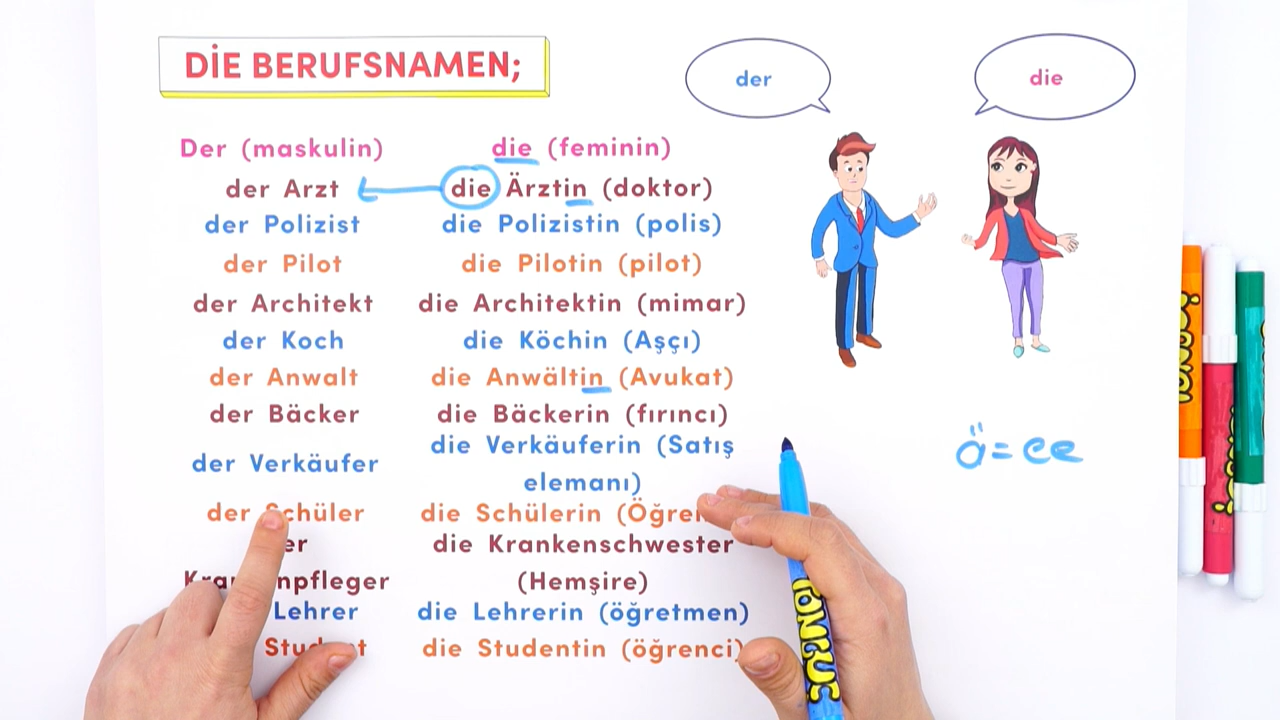 DİE BERUFSNAMEN;
der
die
Der (maskulin) die (feminin)
der Arzt die Ärztin (doktor)
der Polizist die Polizistin (polis)
der Pilot die Pilotin (pilot)
der Architekt die Architektin (mimar)
der Koch die Köchin (Aşçı)
der Anwalt die Anwältin (Avukat)
der Bäcker die Bäckerin (fırıncı)
der Verkäufer die Verkäuferin (Satış
elemanı)
der Schüler die Schülerin
die Krankenschwester
(Hemşire)
Lehrer die Lehrerin (öğretmen)
die Studentin (öğrenci)
ä=ee